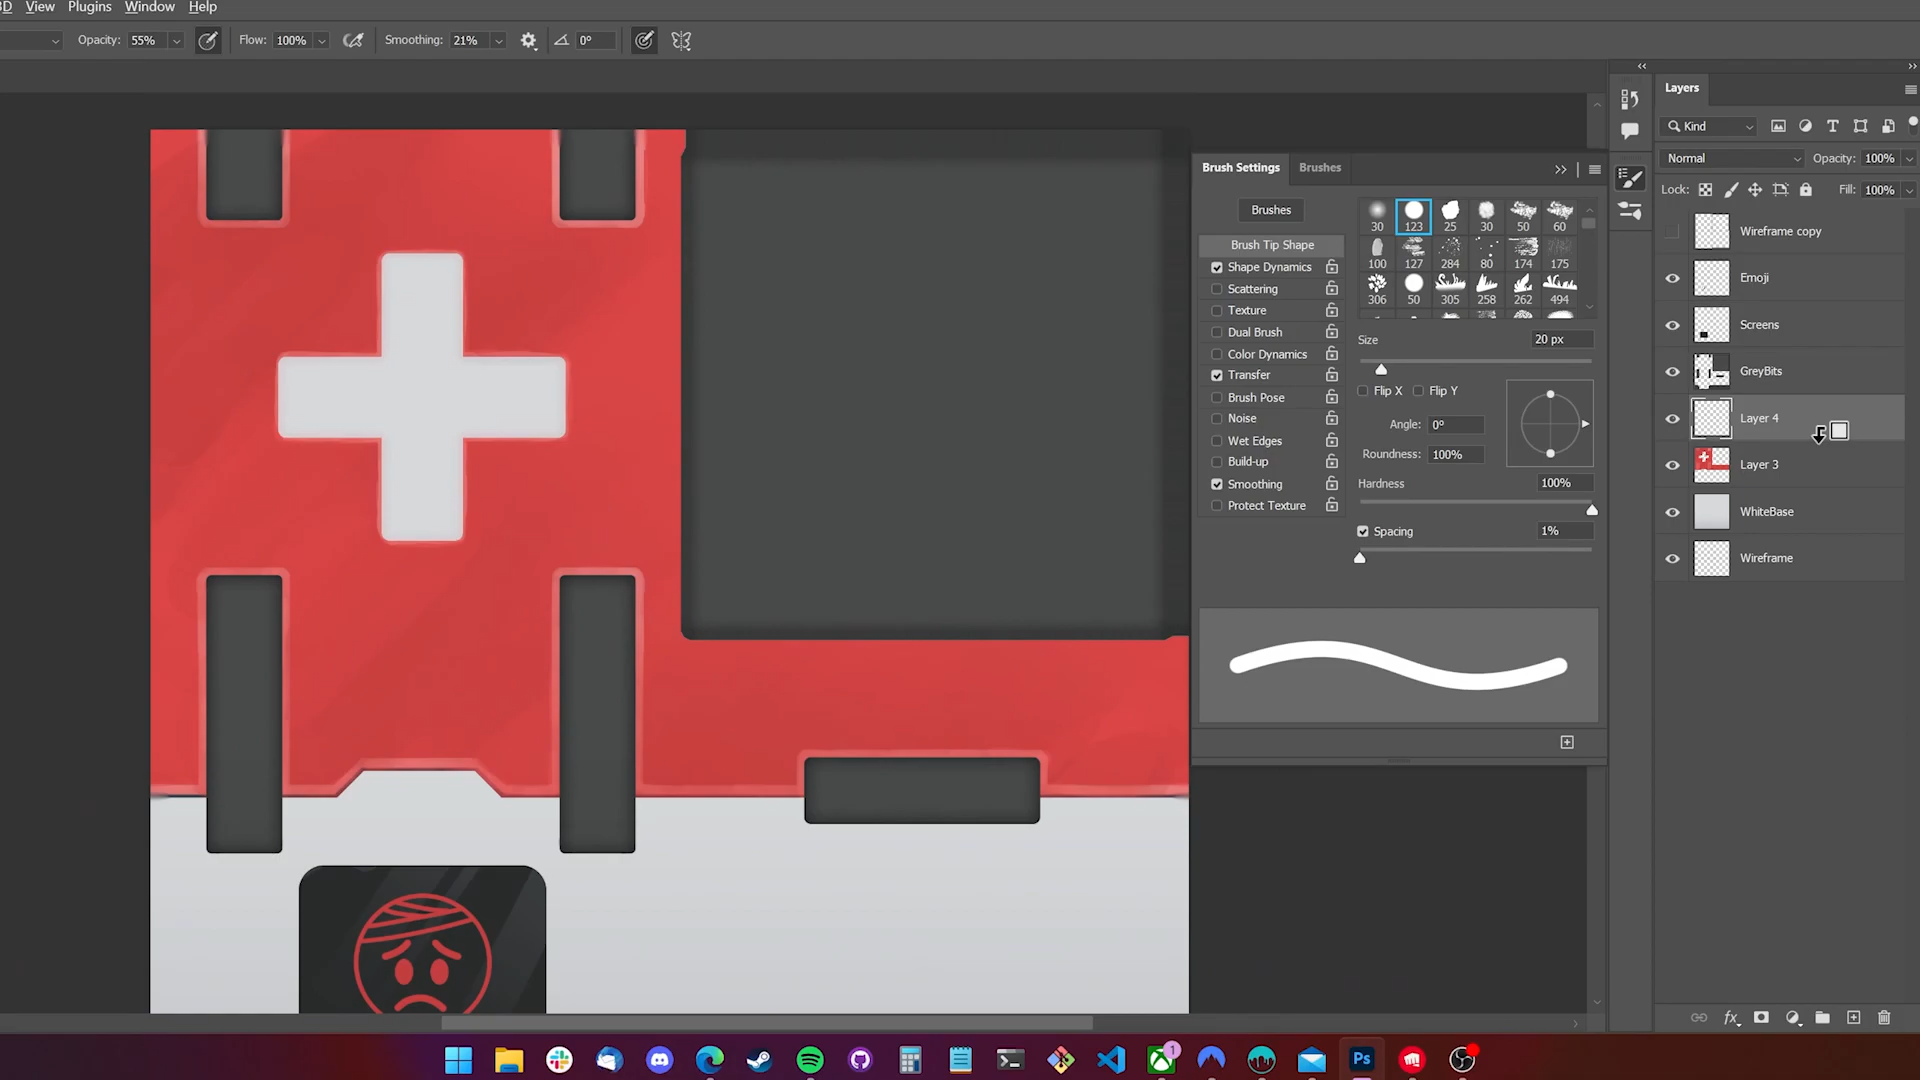 3D View Plugins Window Help
Opacity: 55% Flow: 100% Smoothing: 21% 0°
Layers
Kind
Normal Opacity: 100%
Lock: Fill: 100%
Wireframe copy
Emoji
Screens
GreyBits
Layer 4
Layer 3
WhiteBase
Wireframe
Brush Settings Brushes
Brushes
Brush Tip Shape
Shape Dynamics
Scattering
Texture
Dual Brush
Color Dynamics
Transfer
Brush Pose
Noise
Wet Edges
Build-up
Smoothing
Protect Texture
30 123 25 30 50 60
100 127 284 80 174 175
306 50 305 258 262 494
Size 20 px
Flip X Flip Y
Angle: 0°
Roundness: 100%
Hardness 100%
Spacing 1%
fx
1
Ps